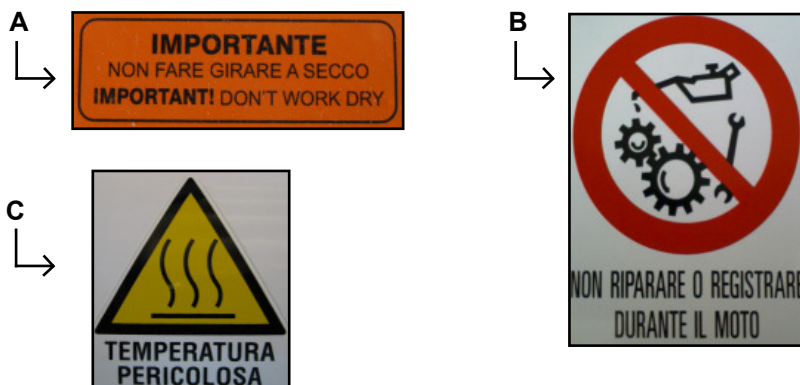 A
IMPORTANTE
NON FARE GIRARE A SECCO
IMPORTANT! DON'T WORK DRY
B
NON RIPARARE O REGISTRARE
DURANTE IL MOTO
C
TEMPERATURA
PERICOLOSA